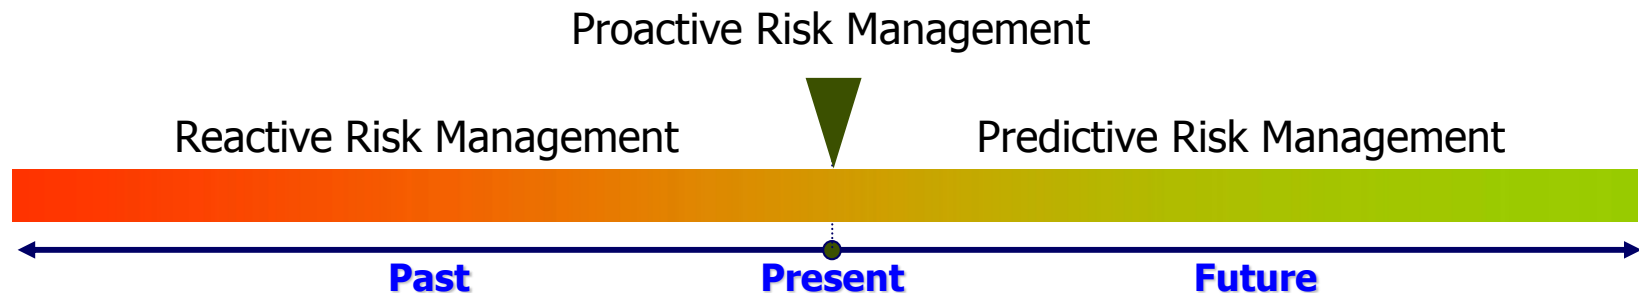 Proactive Risk Management
Reactive Risk Management
Predictive Risk Management
Past
Present
Future